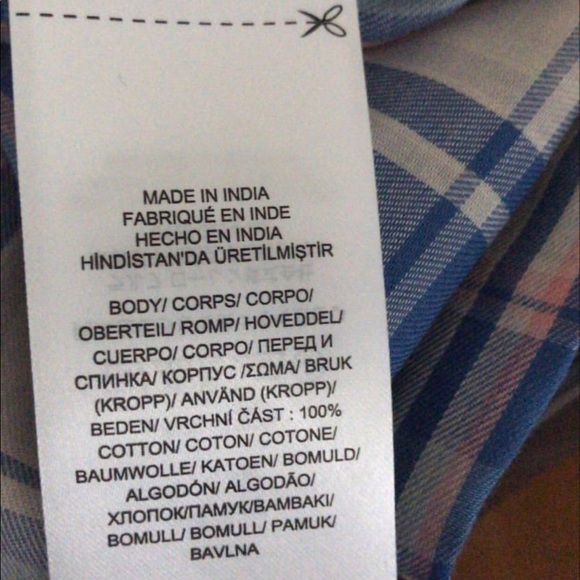 MADE IN INDIA
FABRIQUÉ EN INDE
HECHO EN INDIA
HİNDİSTAN'DA ÜRETİLMİŞTİR
BODY/ CORPS/ CORPO/
OBERTEIL/ ROMP/ HOVEDDEL/
CUERPO/ CORPO/ ПЕРЕД И
СПИНКА/ КОРПУС /ΣΩΜΑ/ BRUK
(KROPP)/ ANVÄND (KROPP)/
BEDEN/ VRCHNÍ ČÁST : 100%
COTTON/ COTON/ COTONE/
BAUMWOLLE/ KATOEN/ BOMULD/
ALGODÓN/ ALGODÃO/
ХЛОПОК/ПАМУК/ΒΑΜΒΑΚΙ/
BOMULL/ BOMULL/ PAMUK/
BAVLNA